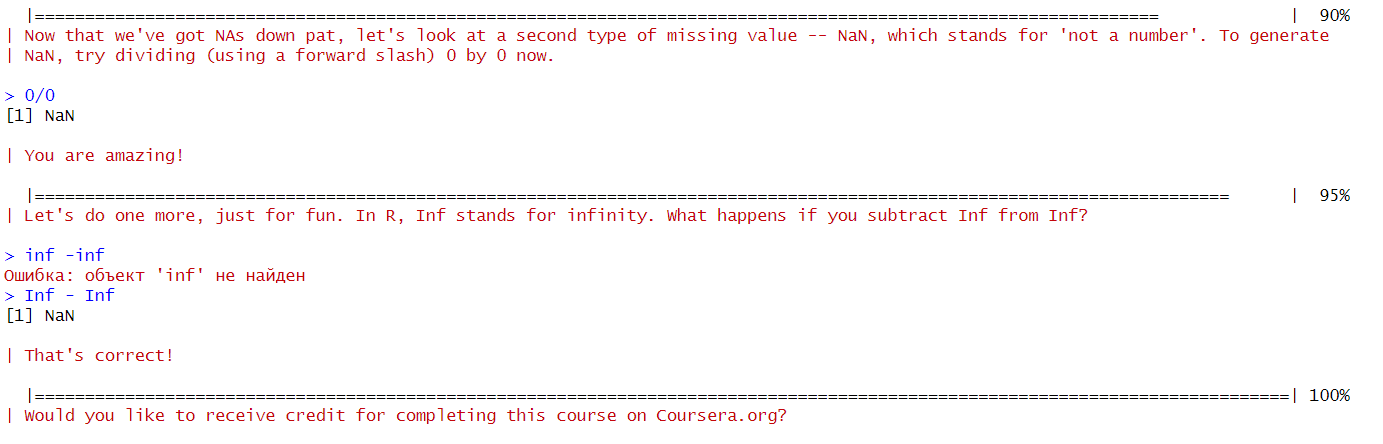 |================================================================================================================ | 90%
| Now that we've got NAs down pat, let's look at a second type of missing value -- NaN, which stands for 'not a number'. To generate
| NaN, try dividing (using a forward slash) 0 by 0 now.
> 0/0
[1] NaN
| You are amazing!
|======================================================================================================================= | 95%
| Let's do one more, just for fun. In R, Inf stands for infinity. What happens if you subtract Inf from Inf?
> inf -inf
Ошибка: объект 'inf' не найден
> Inf - Inf
[1] NaN
| That's correct!
|=============================================================================================================================| 100%
| Would you like to receive credit for completing this course on Coursera.org?